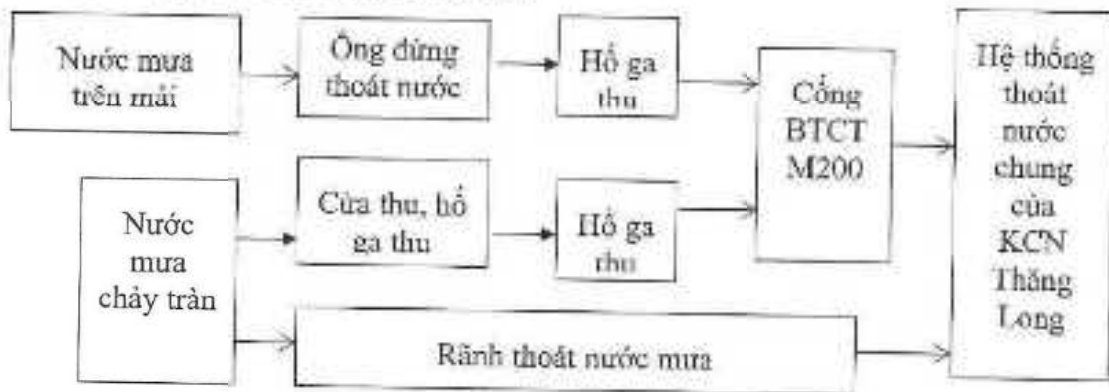 Nước mưa
trên mái
Ống đứng
thoát nước
Hố ga
thu
Cống
BTCT
M200
Hệ thống
thoát
nước
chung
của
KCN
Thăng
Long
Nước
mưa
chảy tràn
Cửa thu, hố
ga thu
Hố ga
thu
Rãnh thoát nước mưa